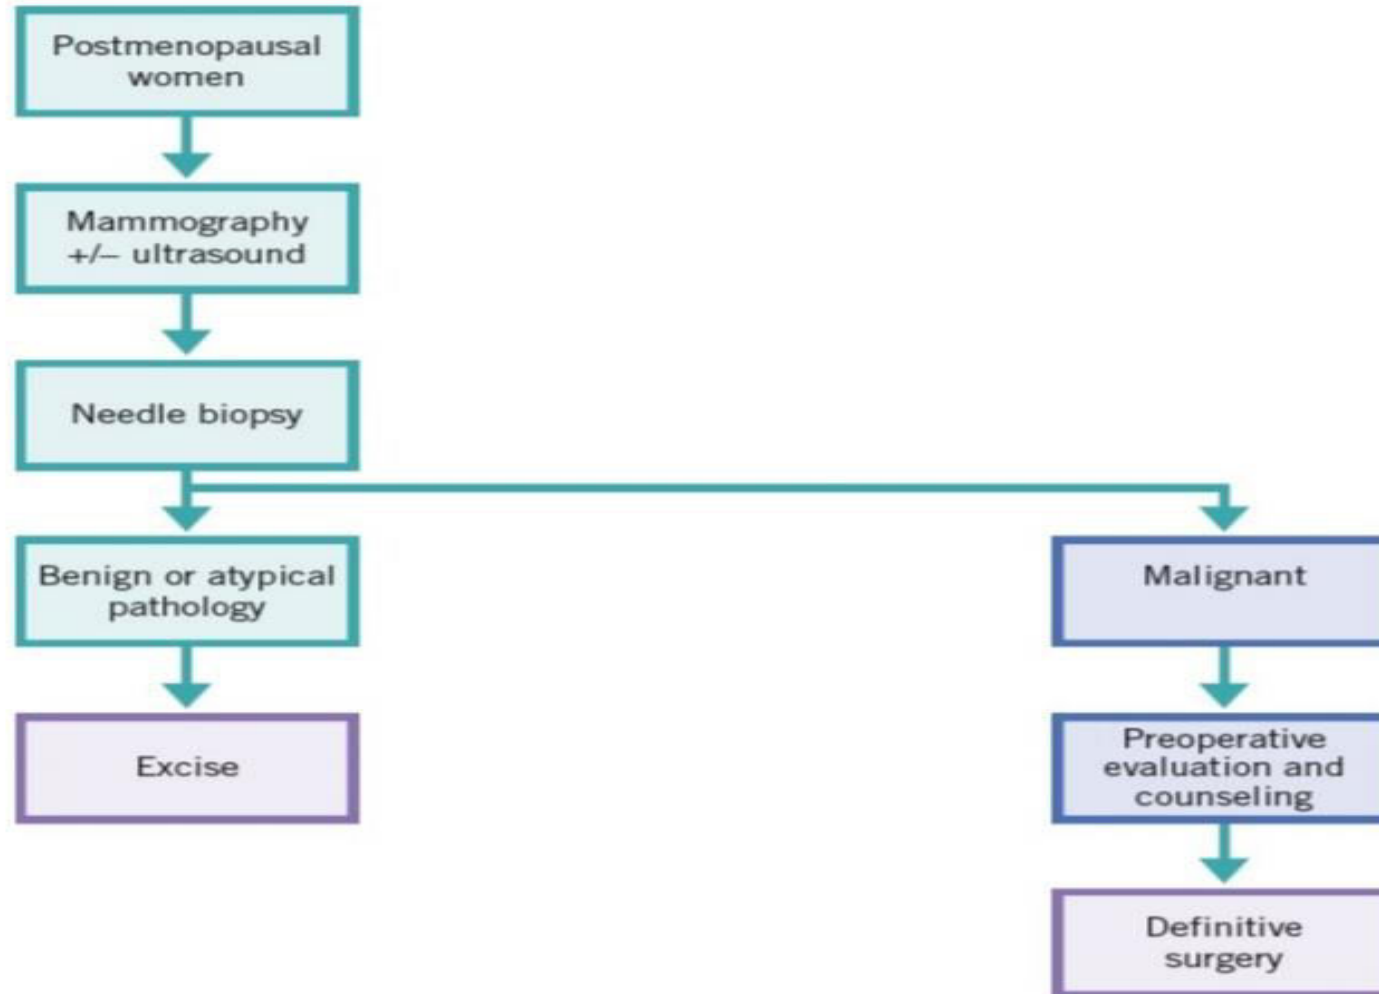 Postmenopausal
women
Mammography
+/– ultrasound
Needle biopsy
Benign or atypical
pathology
Excise
Malignant
Preoperative
evaluation and
counseling
Definitive
surgery